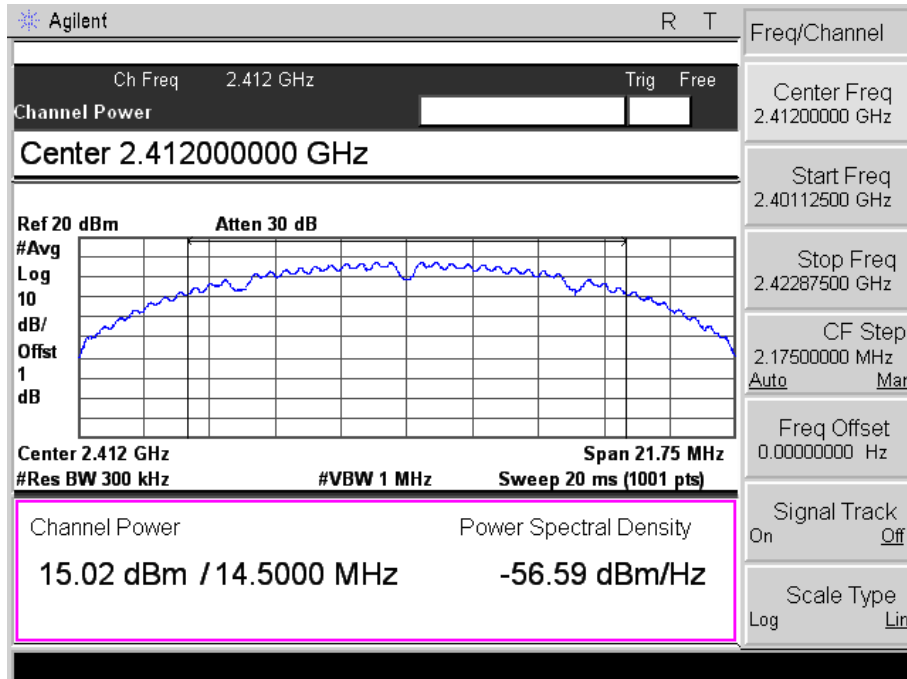 Agilent R T
Ch Freq 2.412 GHz Trig Free
Channel Power
Center 2.412000000 GHz
Ref 20 dBm Atten 30 dB
#Avg
Log
10
dB/
Offst
1
dB
Center 2.412 GHz Span 21.75 MHz
#Res BW 300 kHz #VBW 1 MHz Sweep 20 ms (1001 pts)
Channel Power Power Spectral Density
15.02 dBm / 14.5000 MHz -56.59 dBm/Hz
Freq/Channel
Center Freq
2.41200000 GHz
Start Freq
2.40112500 GHz
Stop Freq
2.42287500 GHz
CF Step
2.17500000 MHz
Auto Man
Freq Offset
0.00000000 Hz
Signal Track
On Off
Scale Type
Log Lin